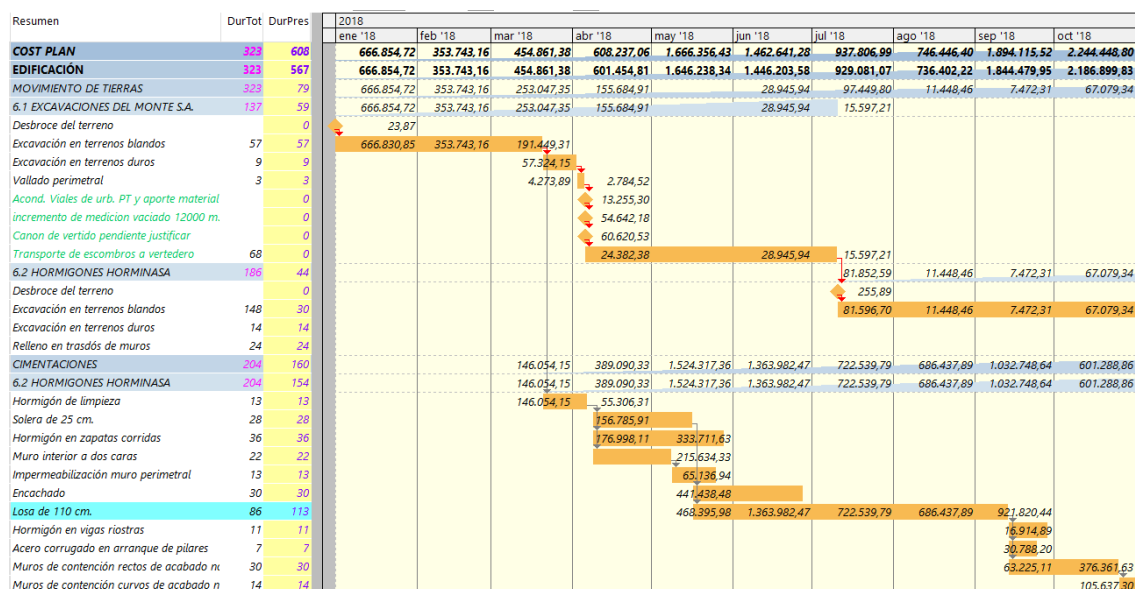 Resumen DurTot DurPres 2018
ene '18 feb '18 mar '18 abr '18 may '18 jun '18 jul '18 ago '18 sep '18 oct '18
COST PLAN 323 608 666.854,72 353.743,16 454.861,38 608.237,06 1.666.356,43 1.462.641,28 937.806,99 746.446,40 1.894.115,52 2.244.448,80
EDIFICACIÓN 323 567 666.854,72 353.743,16 454.861,38 601.454,81 1.646.238,34 1.446.203,58 929.081,07 736.402,22 1.844.479,95 2.186.899,83
MOVIMIENTO DE TIERRAS 323 79 666.854,72 353.743,16 253.047,35 155.684,91 28.945,94 97.449,80 11.448,46 7.472,31 67.079,34
6.1 EXCAVACIONES DEL MONTE S.A. 137 59 666.854,72 353.743,16 253.047,35 155.684,91 28.945,94 15.597,21
Desbroce del terreno 0 23,87
Excavación en terrenos blandos 57 57 666.830,85 353.743,16 191.449,31
Excavación en terrenos duros 9 9 57.324,15
Vallado perimetral 3 3 4.273,89 2.784,52
Acond. Viales de urb. PT y aporte material 0 13.255,30
incremento de medicion vaciado 12000 m. 0 54.642,18
Canon de vertido pendiente justificar 0 60.620,53
Transporte de escombros a vertedero 68 0 24.382,38 28.945,94 15.597,21
6.2 HORMIGONES HORMINASA 186 44 81.852,59 11.448,46 7.472,31 67.079,34
Desbroce del terreno 0 255,89
Excavación en terrenos blandos 148 30 81.596,70 11.448,46 7.472,31 67.079,34
Excavación en terrenos duros 14 14
Relleno en trasdós de muros 24 24
CIMENTACIONES 204 160 146.054,15 389.090,33 1.524.317,36 1.363.982,47 722.539,79 686.437,89 1.032.748,64 601.288,86
6.2 HORMIGONES HORMINASA 204 154 146.054,15 389.090,33 1.524.317,36 1.363.982,47 722.539,79 686.437,89 1.032.748,64 601.288,86
Hormigón de limpieza 13 13 146.054,15 55.306,31
Solera de 25 cm. 28 28 156.785,91
Hormigón en zapatas corridas 36 36 176.998,11 333.711,63
Muro interior a dos caras 22 22 215.634,33
Impermeabilización muro perimetral 13 13 65.136,94
Encachado 30 30 441.438,48
Losa de 110 cm. 86 113 468.395,98 1.363.982,47 722.539,79 686.437,89 921.820,44
Hormigón en vigas riostras 11 11 16.914,89
Acero corrugado en arranque de pilares 7 7 30.788,20
Muros de contención rectos de acabado no 30 30 63.225,11 376.361,63
Muros de contención curvos de acabado n 14 14 105.637,30